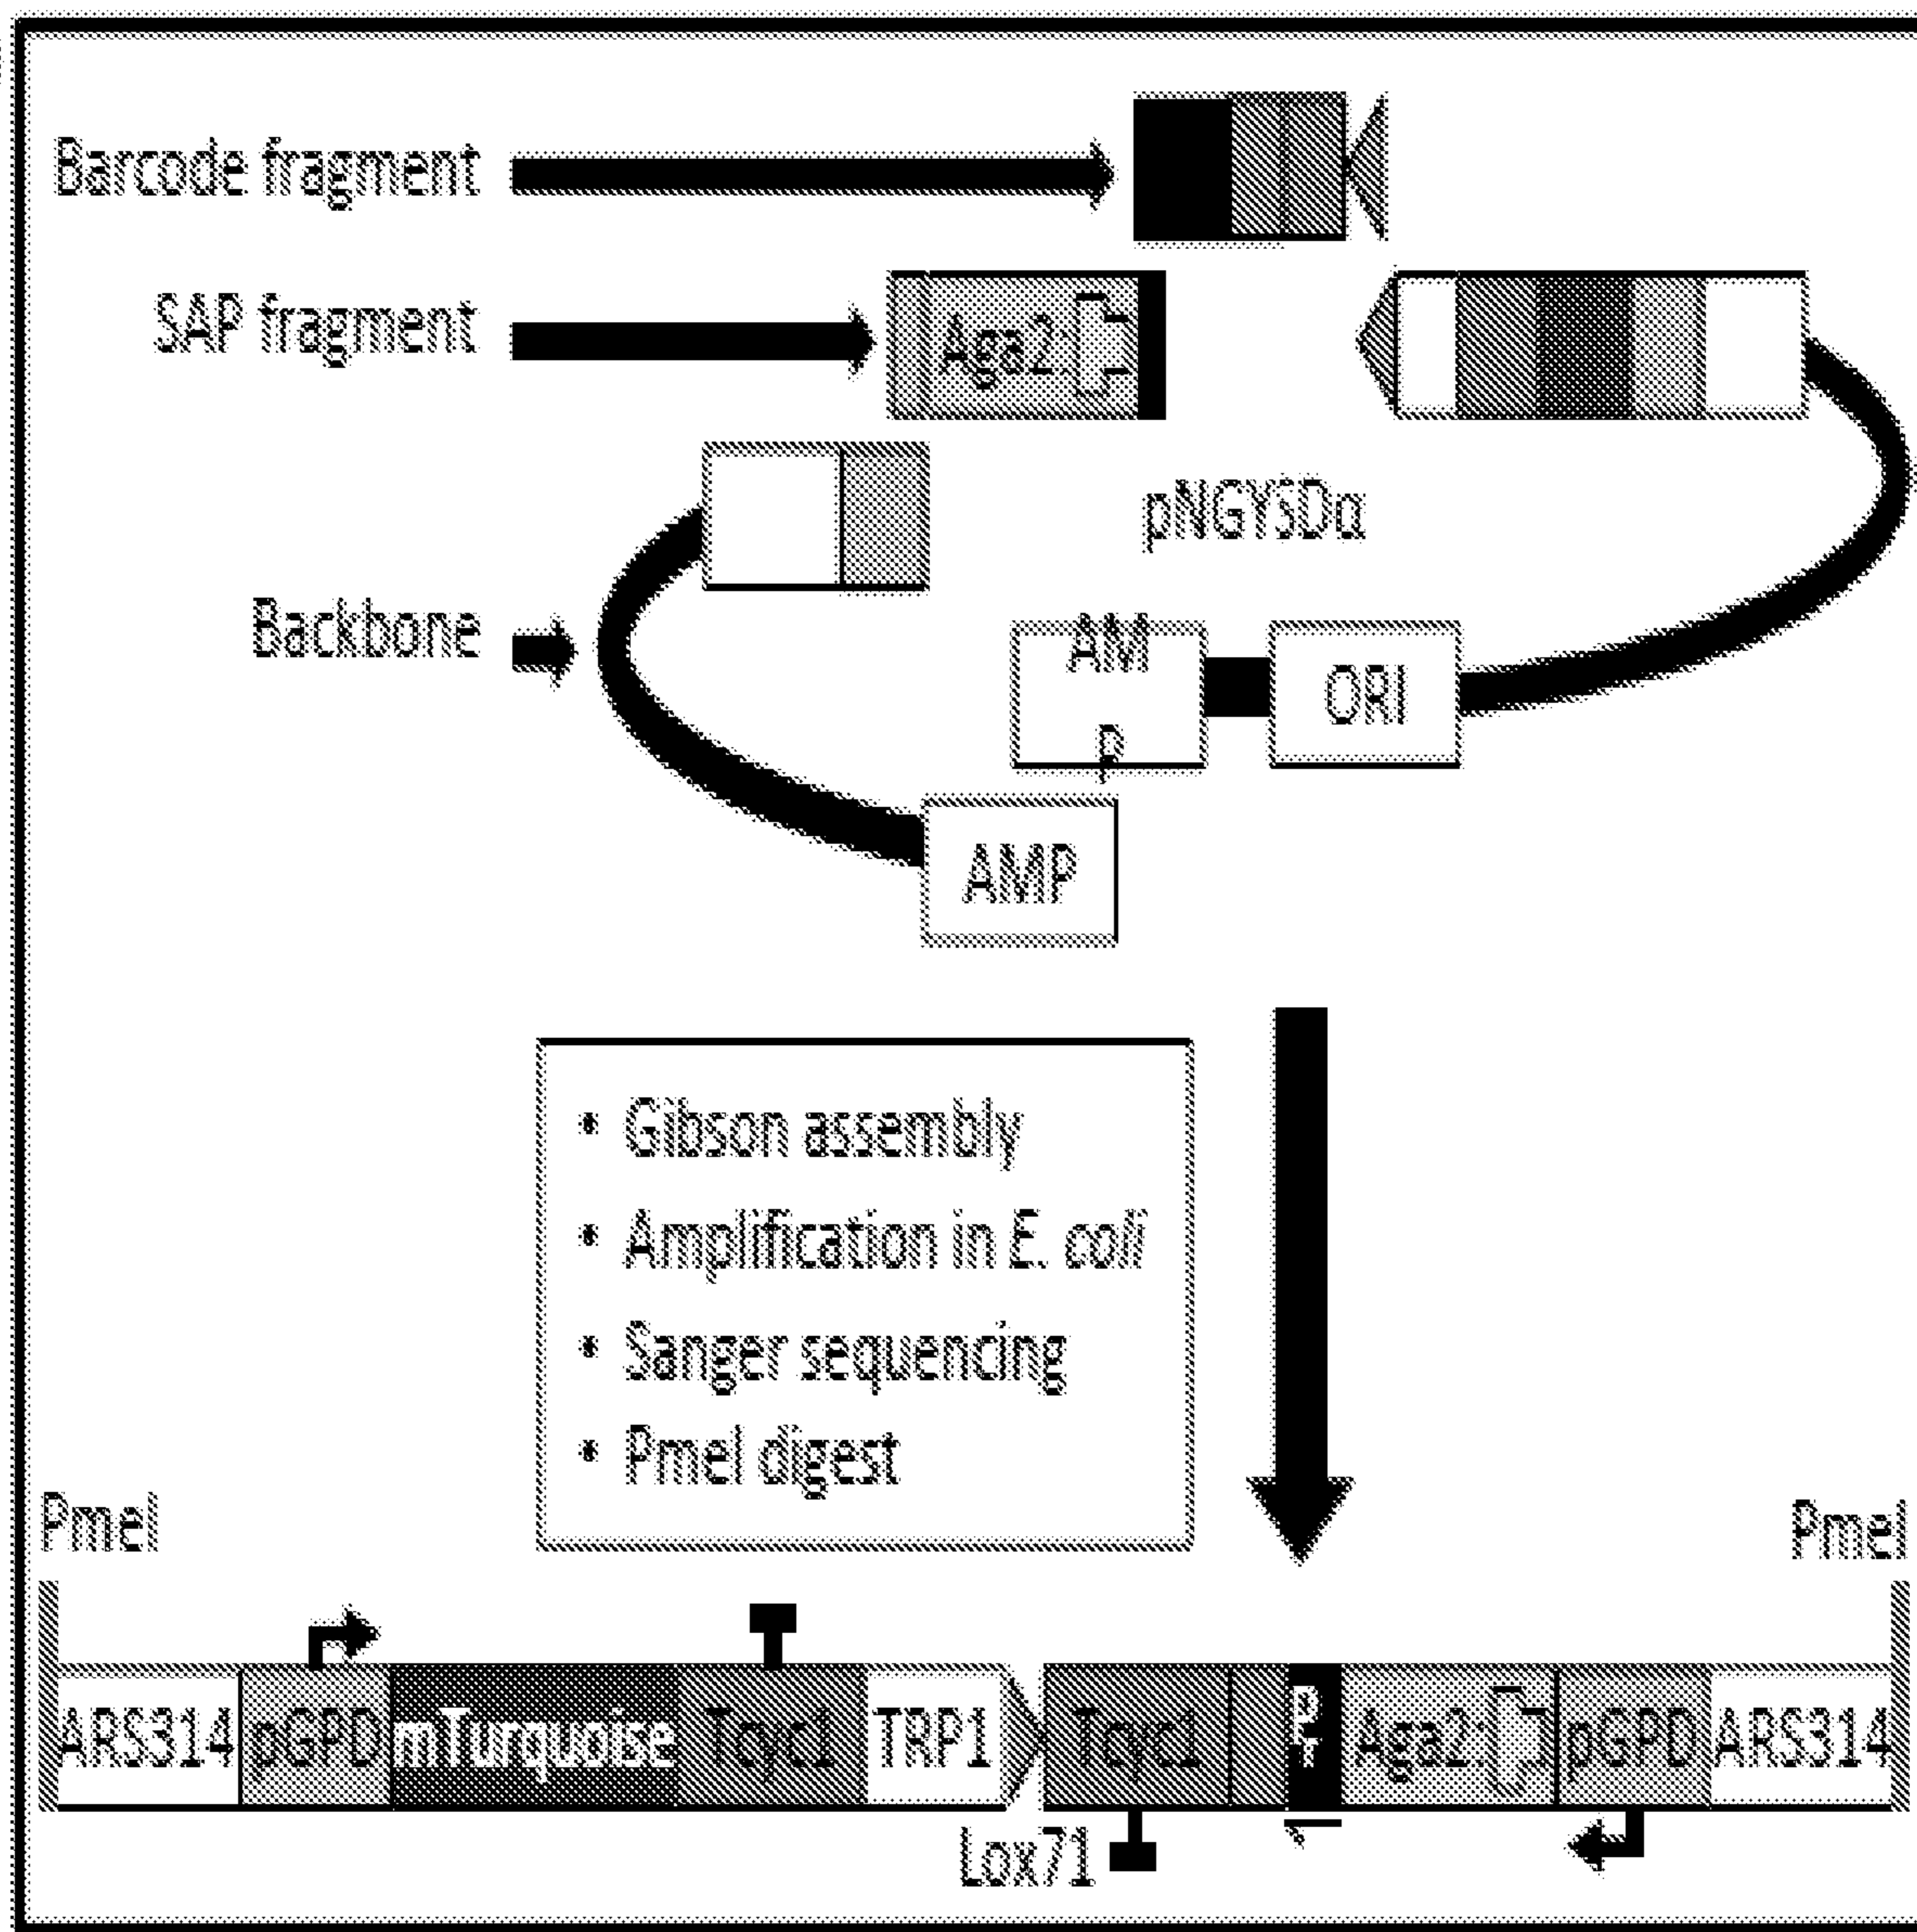 Barcode fragment
SAP fragment
Aga2:
pNGYSDα
Backbone
AM
P
ORI
AMP
• Gibson assembly
• Amplification in E. coli
• Sanger sequencing
• PmeI digest
PmeI
PmeI
ARS314 pGPD mTurquoise Tcyc1 TRP1 Tcyc1 Aga2: pGPD ARS314
Lox71